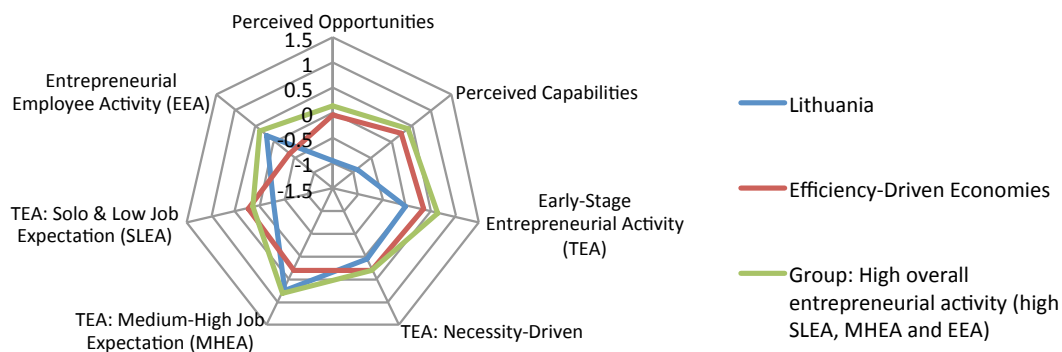 Perceived Opportunities
1.5
1
0.5
0
-0.5
-1
-1.5
Perceived Capabilities
Early-Stage
Entrepreneurial Activity
(TEA)
TEA: Necessity-Driven
TEA: Medium-High Job
Expectation (MHEA)
TEA: Solo & Low Job
Expectation (SLEA)
Entrepreneurial
Employee Activity (EEA)
Lithuania
Efficiency-Driven Economies
Group: High overall
entrepreneurial activity (high
SLEA, MHEA and EEA)